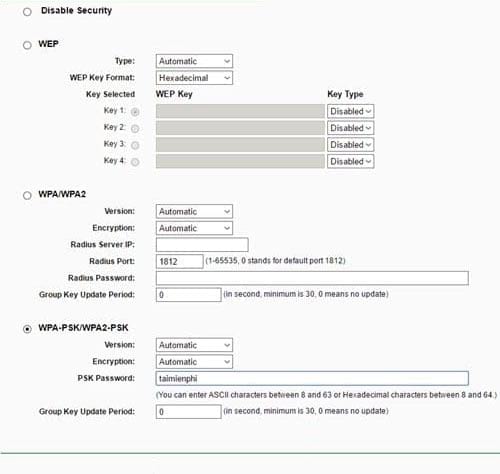 Disable Security
WEP
Type: Automatic
WEP Key Format: Hexadecimal
Key Selected WEP Key Key Type
Key 1: Disabled
Key 2: Disabled
Key 3: Disabled
Key 4: Disabled
WPA/WPA2
Version: Automatic
Encryption: Automatic
Radius Server IP:
Radius Port: 1812 (1-65535, 0 stands for default port 1812)
Radius Password:
Group Key Update Period: 0 (in second, minimum is 30, 0 means no update)
WPA-PSK/WPA2-PSK
Version: Automatic
Encryption: Automatic
PSK Password: taimienphi
(You can enter ASCII characters between 8 and 63 or Hexadecimal characters between 8 and 64.)
Group Key Update Period: 0 (in second, minimum is 30, 0 means no update)